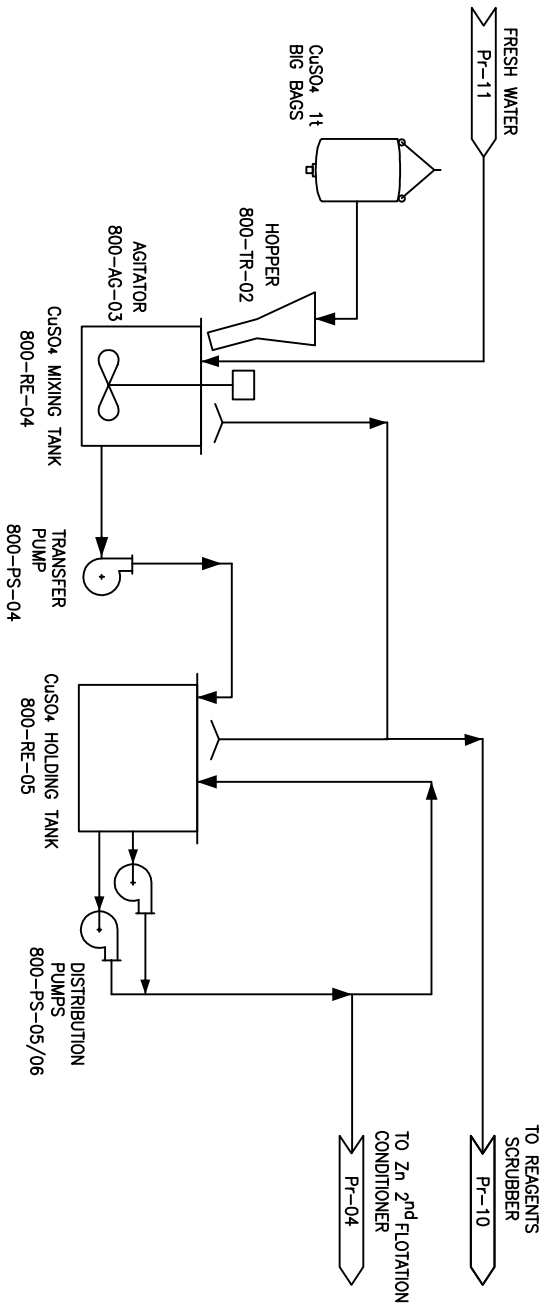 FRESH WATER
Pr-11
CuSO4 1t
BIG BAGS
HOPPER
800-TR-02
AGITATOR
800-AG-03
CuSO4 MIXING TANK
800-RE-04
TRANSFER
PUMP
800-PS-04
CuSO4 HOLDING TANK
800-RE-05
DISTRIBUTION
PUMPS
800-PS-05/06
TO REAGENTS
SCRUBBER
Pr-10
TO Zn 2nd FLOTATION
CONDITIONER
Pr-04